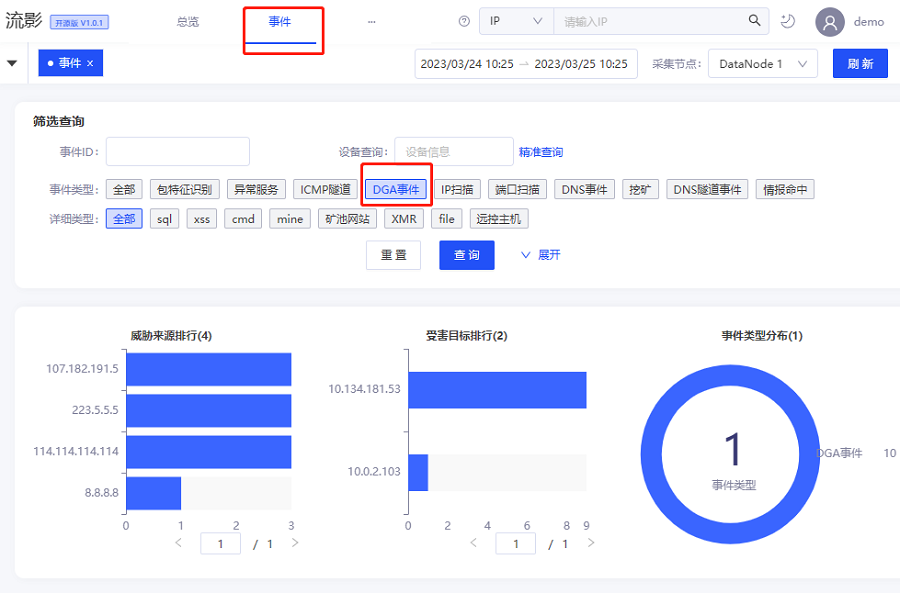 流影 开源版 V1.0.1 总览 事件 ... IP 请输入IP demo
事件 × 2023/03/24 10:25 → 2023/03/25 10:25 采集节点: DataNode 1 刷 新
筛选查询
事件ID: 设备查询: 设备信息 精准查询
事件类型: 全部 包特征识别 异常服务 ICMP隧道 DGA事件 IP扫描 端口扫描 DNS事件 挖矿 DNS隧道事件 情报命中
详细类型: 全部 sql xss cmd mine 矿池网站 XMR file 远控主机
重 置 查 询 展开
威胁来源排行(4)
107.182.191.5
223.5.5.5
114.114.114.114
8.8.8.8
0 1 2 3
< 1 / 1 >
受害目标排行(2)
10.134.181.53
10.0.2.103
0 2 4 6 8 9
< 1 / 1 >
事件类型分布(1)
1
事件类型
DGA事件 10